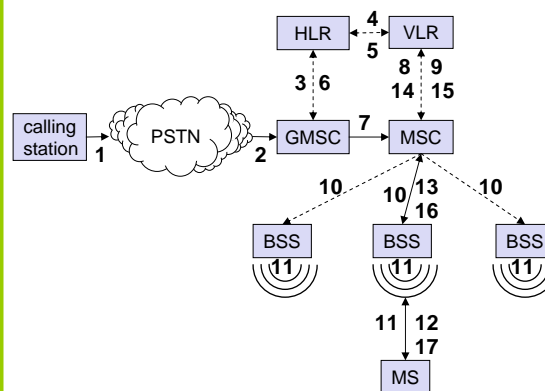 4
HLR
VLR
5
3 6
8 9
14 15
calling
station
1
PSTN
2
GMSC
7
MSC
10
10
13
16
10
BSS
BSS
BSS
11
11
11
11
12
17
MS